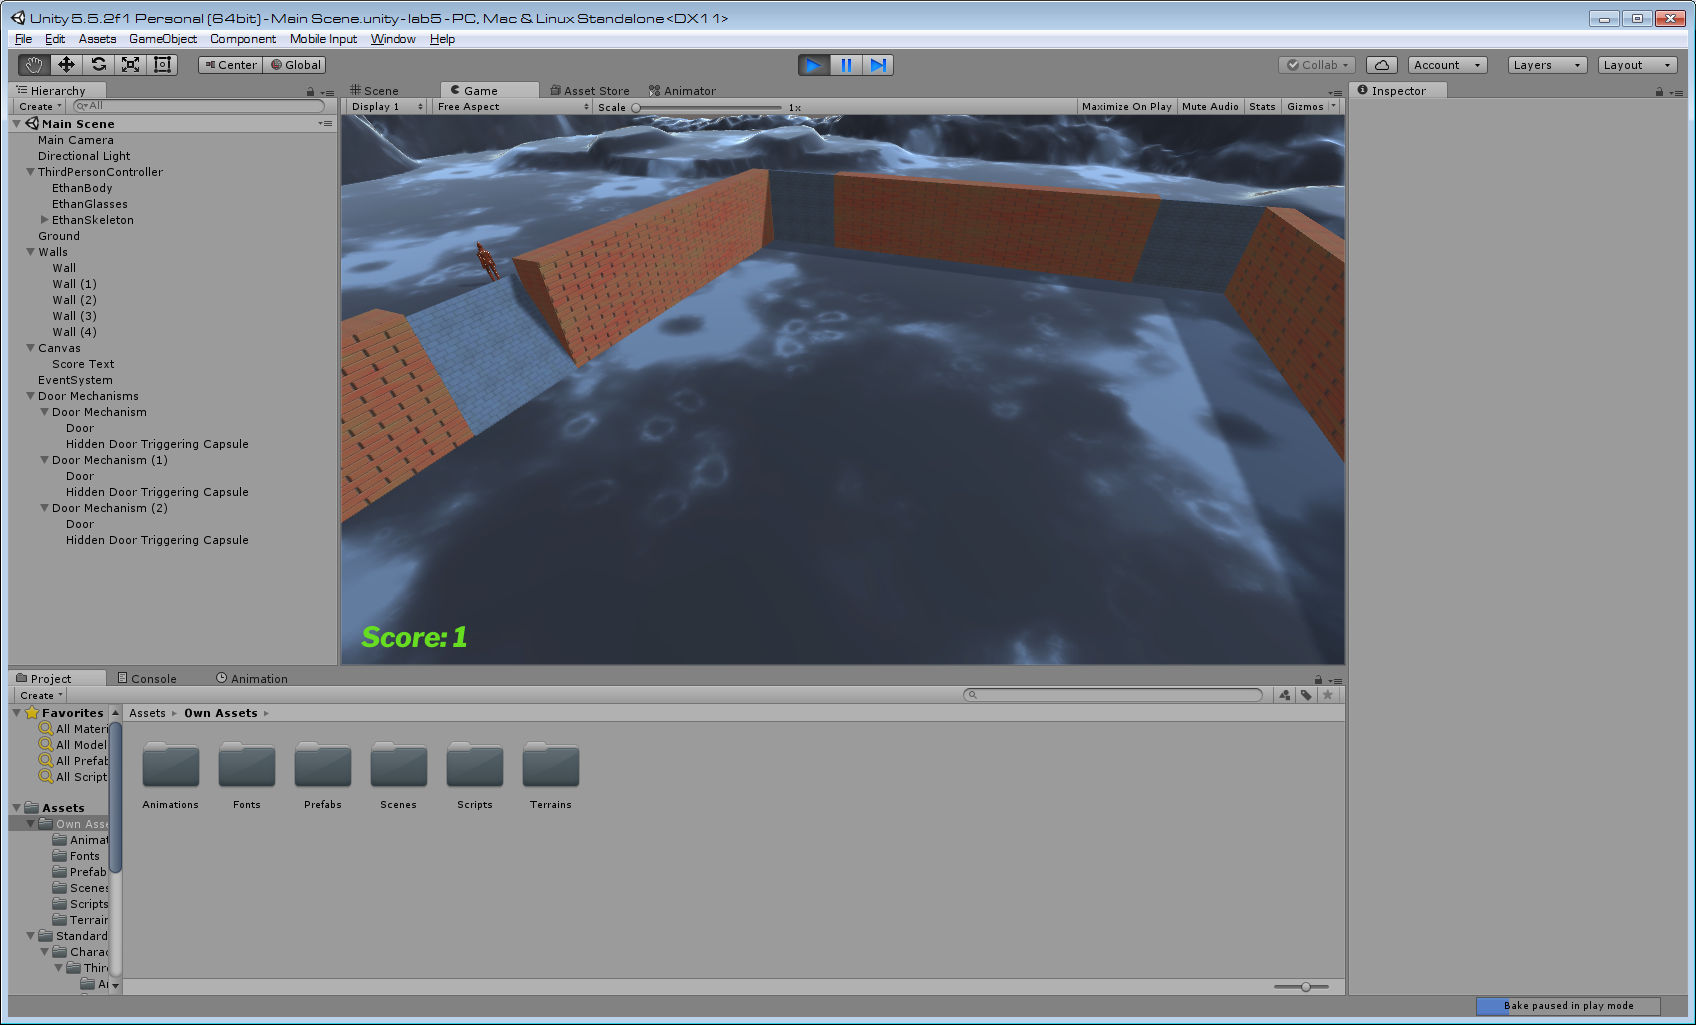 Unity 5.5.2f1 Personal (64bit) - Main Scene.unity - lab5 - PC, Mac & Linux Standalone <DX11>
File Edit Assets GameObject Component Mobile Input Window Help
Center Global Collab Account Layers Layout
Hierarchy
Create All
Main Scene
Main Camera
Directional Light
ThirdPersonController
EthanBody
EthanGlasses
EthanSkeleton
Ground
Walls
Wall
Wall (1)
Wall (2)
Wall (3)
Wall (4)
Canvas
Score Text
EventSystem
Door Mechanisms
Door Mechanism
Door
Hidden Door Triggering Capsule
Door Mechanism (1)
Door
Hidden Door Triggering Capsule
Door Mechanism (2)
Door
Hidden Door Triggering Capsule
Scene Game Asset Store Animator
Display 1 Free Aspect Scale 1x Maximize On Play Mute Audio Stats Gizmos
Score: 1
Inspector
Project Console Animation
Create
Favorites
All Materi
All Model
All Prefab
All Script
Assets
Own Asse
Animat
Fonts
Prefab
Scenes
Scripts
Terrair
Standard
Charac
Thir
Ar
Assets Own Assets
Animations Fonts Prefabs Scenes Scripts Terrains
Bake paused in play mode